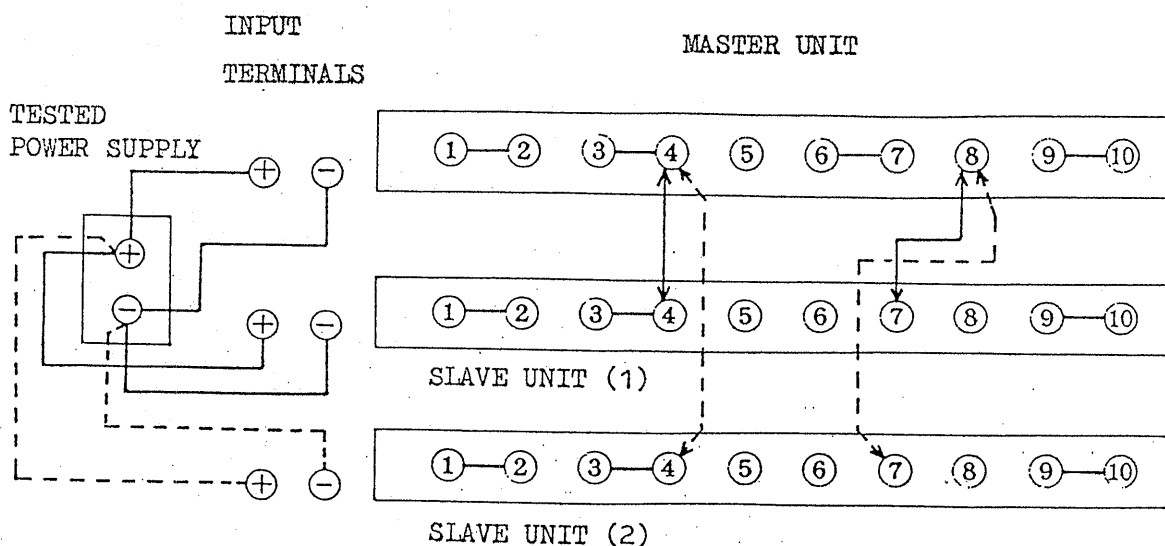 INPUT
TERMINALS
MASTER UNIT
TESTED
POWER SUPPLY
+ −
① ② ③ ④ ⑤ ⑥ ⑦ ⑧ ⑨ ⑩
+
−
+ −
① ② ③ ④ ⑤ ⑥ ⑦ ⑧ ⑨ ⑩
SLAVE UNIT (1)
+ −
① ② ③ ④ ⑤ ⑥ ⑦ ⑧ ⑨ ⑩
SLAVE UNIT (2)